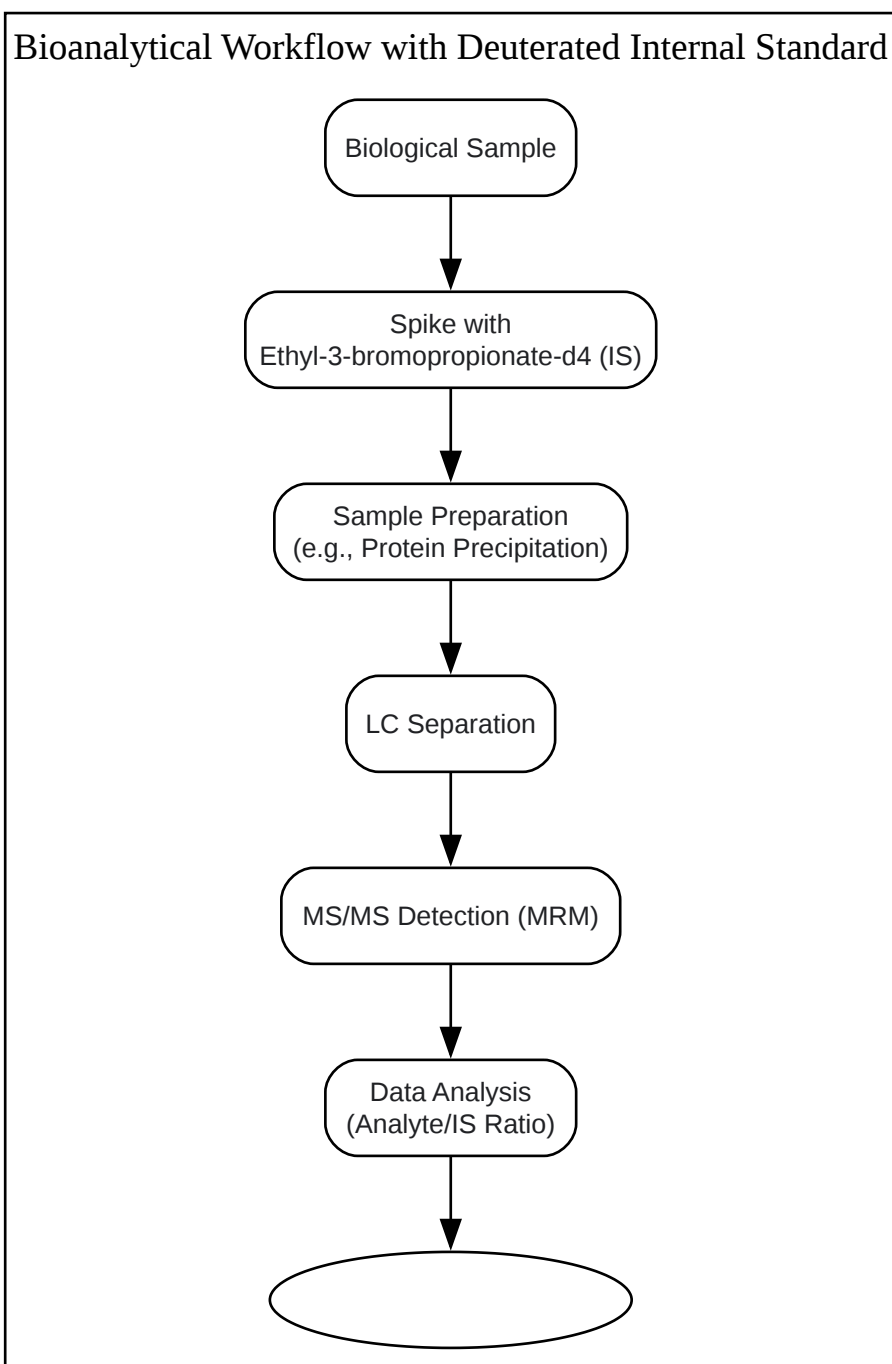 Bioanalytical Workflow with Deuterated Internal Standard
Biological Sample
Spike with
Ethyl-3-bromopropionate-d4 (IS)
Sample Preparation
(e.g., Protein Precipitation)
LC Separation
MS/MS Detection (MRM)
Data Analysis
(Analyte/IS Ratio)